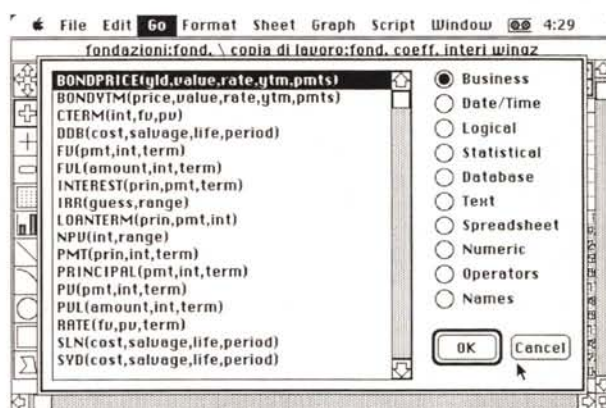 File Edit Go Format Sheet Graph Script Window 4:29
fondazioni:fond. \ copia di lavoro:fond. coeff. interi wingz
BONDPRICE(yld,value,rate,ytm,pmts)
BONDYTM(price,value,rate,ytm,pmts)
CTERM(int,fv,pv)
DDB(cost,salvage,life,period)
FV(pmt,int,term)
FVL(amount,int,term)
INTEREST(prin,pmt,term)
IRR(guess,range)
LOANTERM(prin,pmt,int)
NPV(int,range)
PMT(prin,int,term)
PRINCIPAL(pmt,int,term)
PV(pmt,int,term)
PVL(amount,int,term)
RATE(fv,pv,term)
SLN(cost,salvage,life,period)
SYD(cost,salvage,life,period)
Business
Date/Time
Logical
Statistical
Database
Text
Spreadsheet
Numeric
Operators
Names
OK Cancel